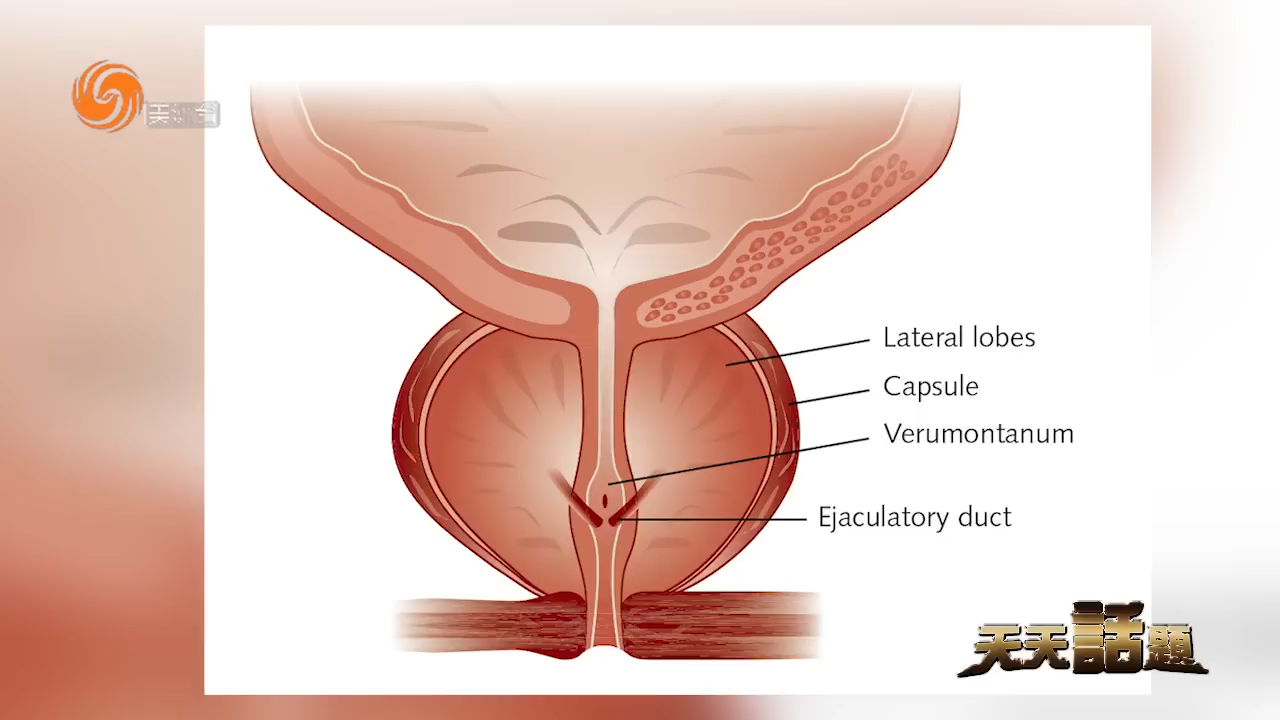 Lateral lobes
Capsule
Verumontanum
Ejaculatory duct
天天話題